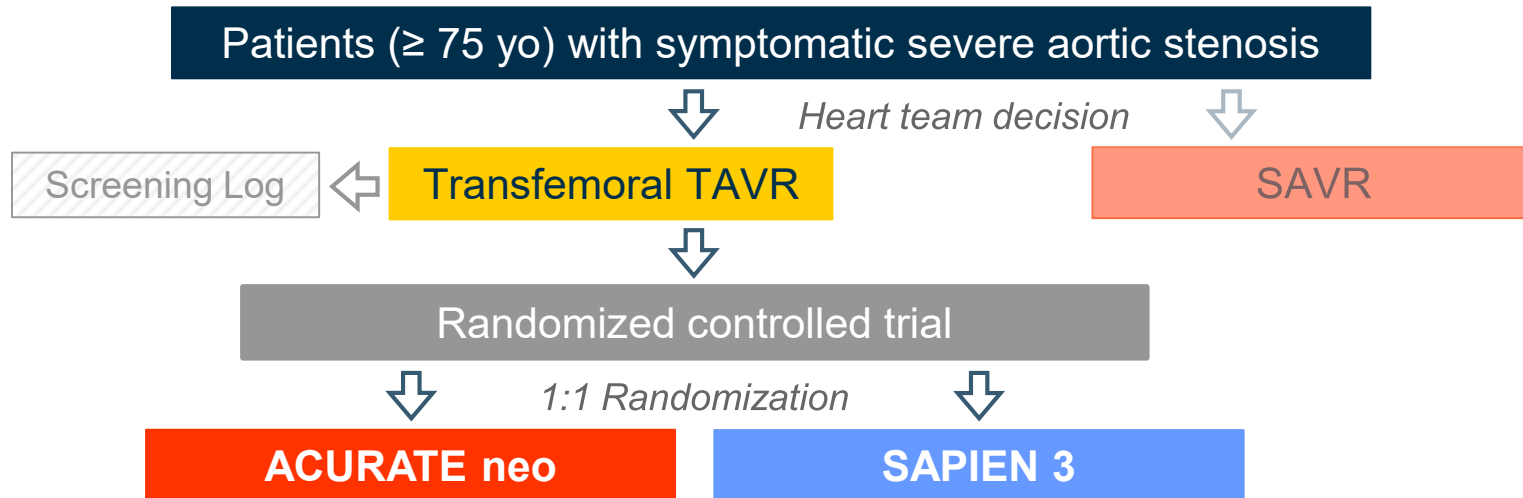 Patients (≥ 75 yo) with symptomatic severe aortic stenosis
Heart team decision
Screening Log
Transfemoral TAVR
SAVR
Randomized controlled trial
1:1 Randomization
ACURATE neo
SAPIEN 3